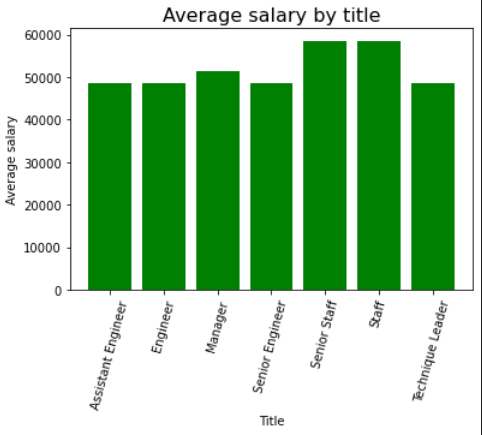 Average salary by title
60000
50000
40000
30000
20000
10000
0
Average salary
Assistant Engineer
Engineer
Manager
Senior Engineer
Senior Staff
Staff
Technique Leader
Title